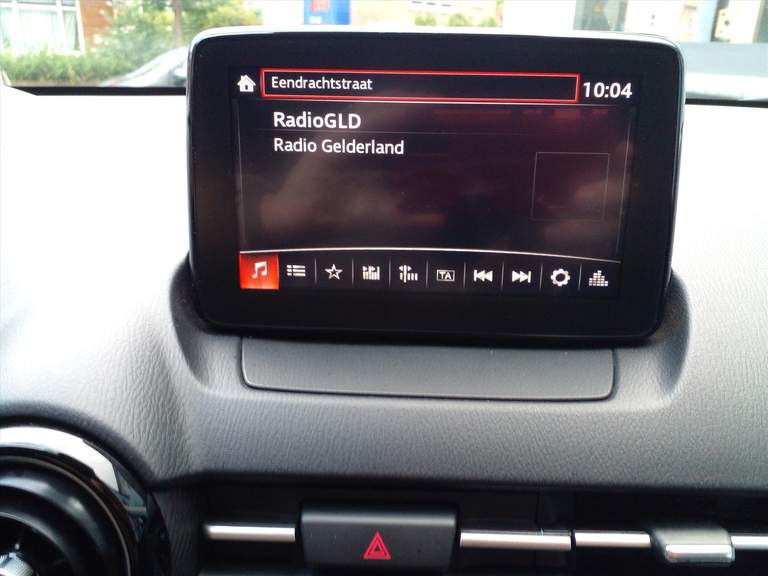 Eendrachtstraat
10:04
RadioGLD
Radio Gelderland
TA